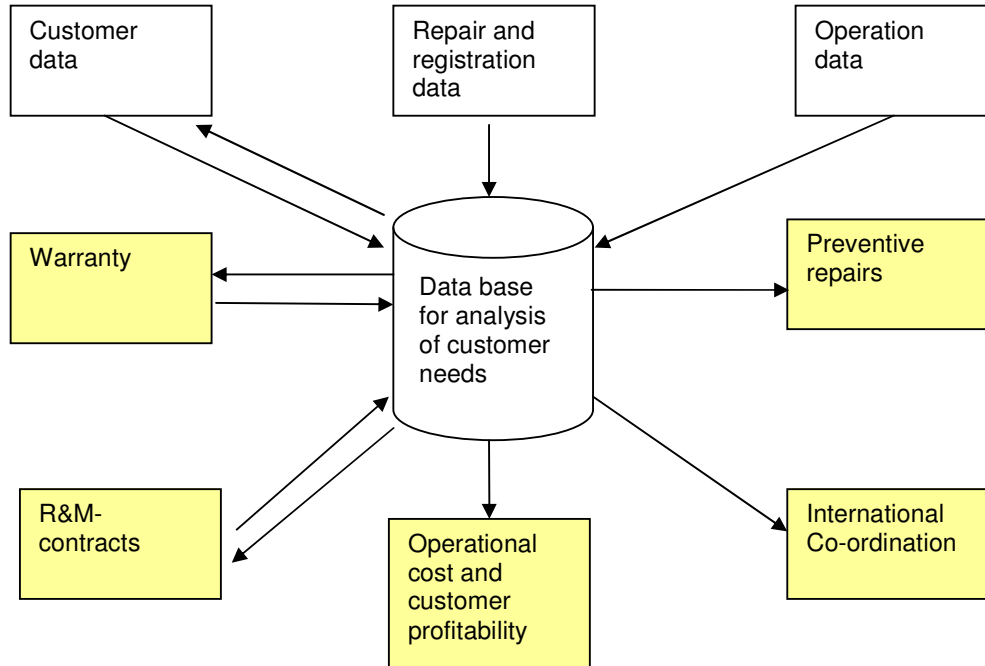 Customer
data
Repair and
registration
data
Operation
data
Warranty
Data base
for analysis
of customer
needs
Preventive
repairs
R&M-
contracts
Operational
cost and
customer
profitability
International
Co-ordination